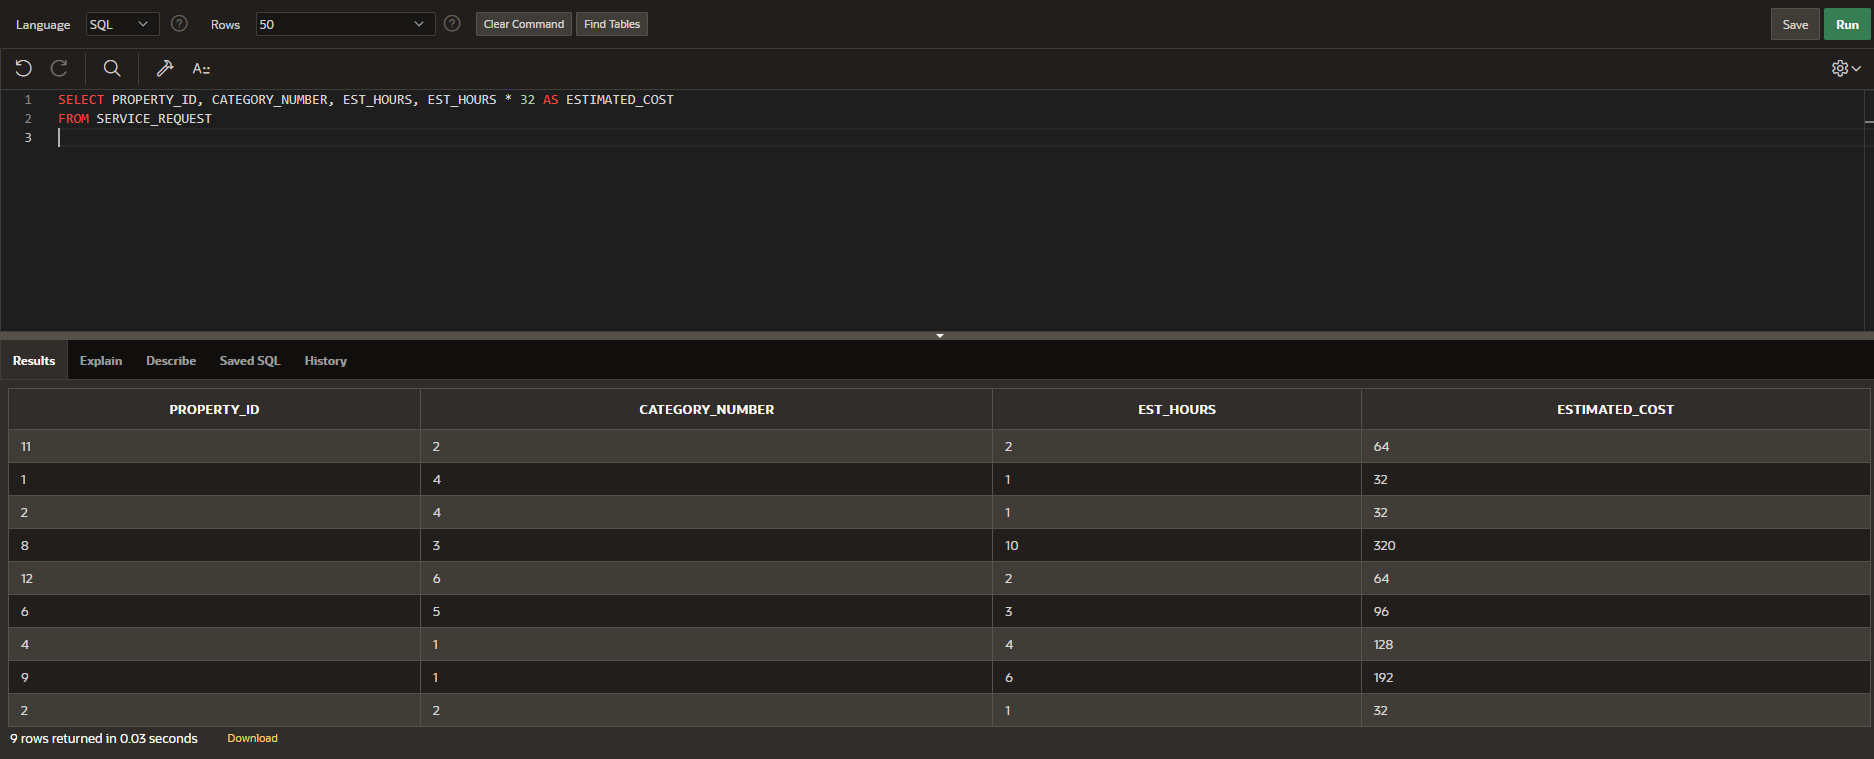 Language SQL Rows 50 Clear Command Find Tables Save Run
1 SELECT PROPERTY_ID, CATEGORY_NUMBER, EST_HOURS, EST_HOURS * 32 AS ESTIMATED_COST
2 FROM SERVICE_REQUEST
3
Results Explain Describe Saved SQL History
PROPERTY_ID CATEGORY_NUMBER EST_HOURS ESTIMATED_COST
11 2 2 64
1 4 1 32
2 4 1 32
8 3 10 320
12 6 2 64
6 5 3 96
4 1 4 128
9 1 6 192
2 2 1 32
9 rows returned in 0.03 seconds Download